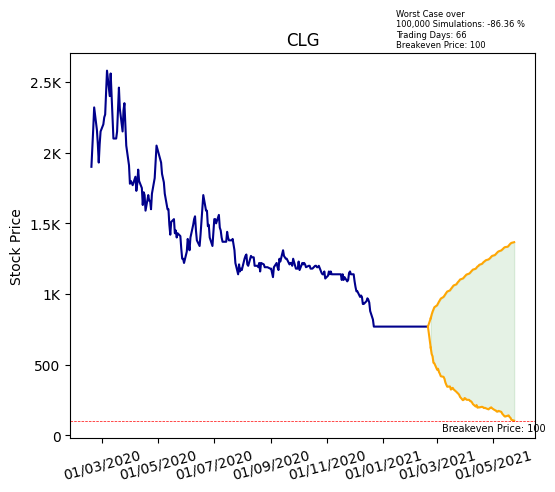 Worst Case over
100,000 Simulations: -86.36 %
Trading Days: 66
Breakeven Price: 100
CLG
Stock Price
2.5K
2K
1.5K
1K
500
0
Breakeven Price: 100
01/03/2020
01/05/2020
01/07/2020
01/09/2020
01/11/2020
01/01/2021
01/03/2021
01/05/2021